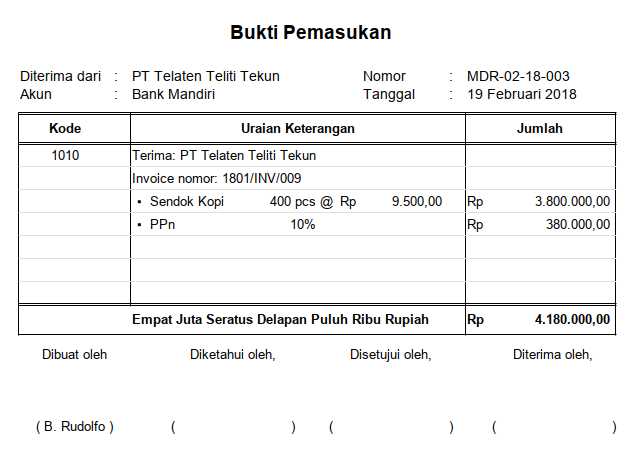 Bukti Pemasukan
Diterima dari : PT Telaten Teliti Tekun Nomor : MDR-02-18-003
Akun : Bank Mandiri Tanggal : 19 Februari 2018
Kode Uraian Keterangan Jumlah
1010 Terima: PT Telaten Teliti Tekun
Invoice nomor: 1801/INV/009
▪ Sendok Kopi 400 pcs @ Rp 9.500,00 Rp 3.800.000,00
▪ PPn 10% Rp 380.000,00
Empat Juta Seratus Delapan Puluh Ribu Rupiah Rp 4.180.000,00
Dibuat oleh Diketahui oleh, Disetujui oleh, Diterima oleh,
( B. Rudolfo ) ( ) ( ) ( )